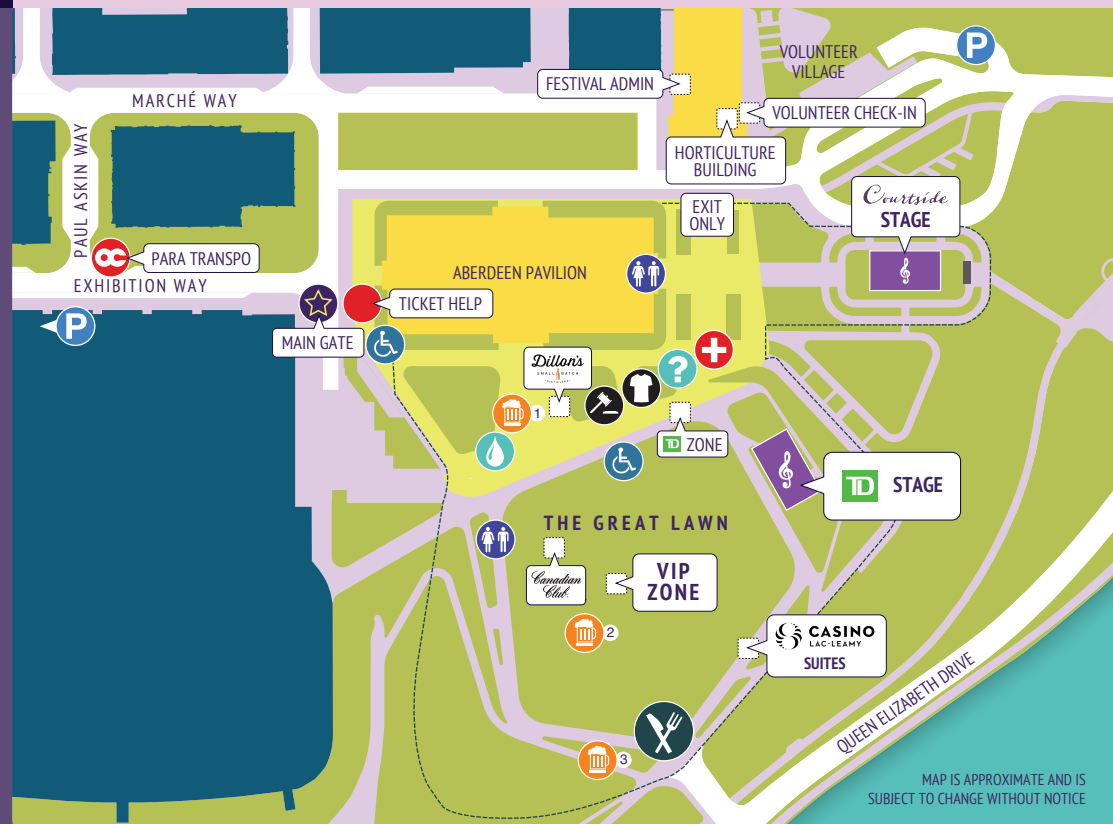 P
VOLUNTEER
VILLAGE
FESTIVAL ADMIN
MARCHÉ WAY
VOLUNTEER CHECK-IN
HORTICULTURE
BUILDING
PAUL ASKIN WAY
EXIT
ONLY
Courtside
STAGE
OC
PARA TRANSPO
ABERDEEN PAVILION
EXHIBITION WAY
TICKET HELP
P
MAIN GATE
Dillon's
SMALL BATCH
DISTILLERS
?
1
TD ZONE
TD STAGE
THE GREAT LAWN
Canadian
Club.
VIP
ZONE
2
CASINO
LAC-LEAMY
SUITES
QUEEN ELIZABETH DRIVE
3
MAP IS APPROXIMATE AND IS
SUBJECT TO CHANGE WITHOUT NOTICE